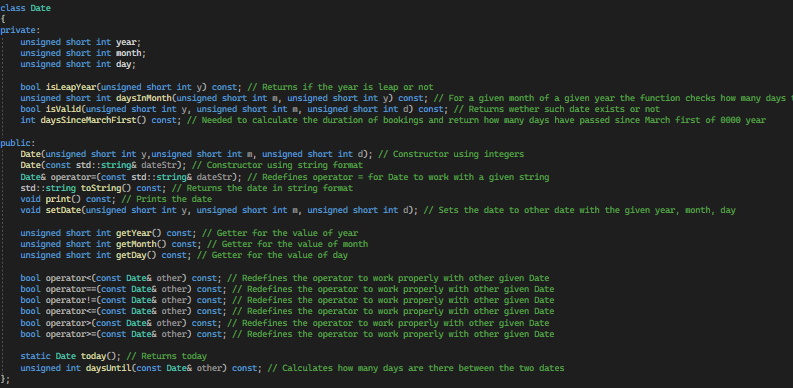 class Date
{
private:
    unsigned short int year;
    unsigned short int month;
    unsigned short int day;

    bool isLeapYear(unsigned short int y) const; // Returns if the year is leap or not
    unsigned short int daysInMonth(unsigned short int m, unsigned short int y) const; // For a given month of a given year the function checks how many days
    bool isValid(unsigned short int y, unsigned short int m, unsigned short int d) const; // Returns wether such date exists or not
    int daysSinceMarchFirst() const; // Needed to calculate the duration of bookings and return how many days have passed since March first of 0000 year

public:
    Date(unsigned short int y,unsigned short int m, unsigned short int d); // Constructor using integers
    Date(const std::string& dateStr); // Constructor using string format
    Date& operator=(const std::string& dateStr); // Redefines operator = for Date to work with a given string
    std::string toString() const; // Returns the date in string format
    void print() const; // Prints the date
    void setDate(unsigned short int y, unsigned short int m, unsigned short int d); // Sets the date to other date with the given year, month, day

    unsigned short int getYear() const; // Getter for the value of year
    unsigned short int getMonth() const; // Getter for the value of month
    unsigned short int getDay() const; // Getter for the value of day

    bool operator<(const Date& other) const; // Redefines the operator to work properly with other given Date
    bool operator==(const Date& other) const; // Redefines the operator to work properly with other given Date
    bool operator!=(const Date& other) const; // Redefines the operator to work properly with other given Date
    bool operator<=(const Date& other) const; // Redefines the operator to work properly with other given Date
    bool operator>(const Date& other) const; // Redefines the operator to work properly with other given Date
    bool operator>=(const Date& other) const; // Redefines the operator to work properly with other given Date

    static Date today(); // Returns today
    unsigned int daysUntil(const Date& other) const; // Calculates how many days are there between the two dates
};